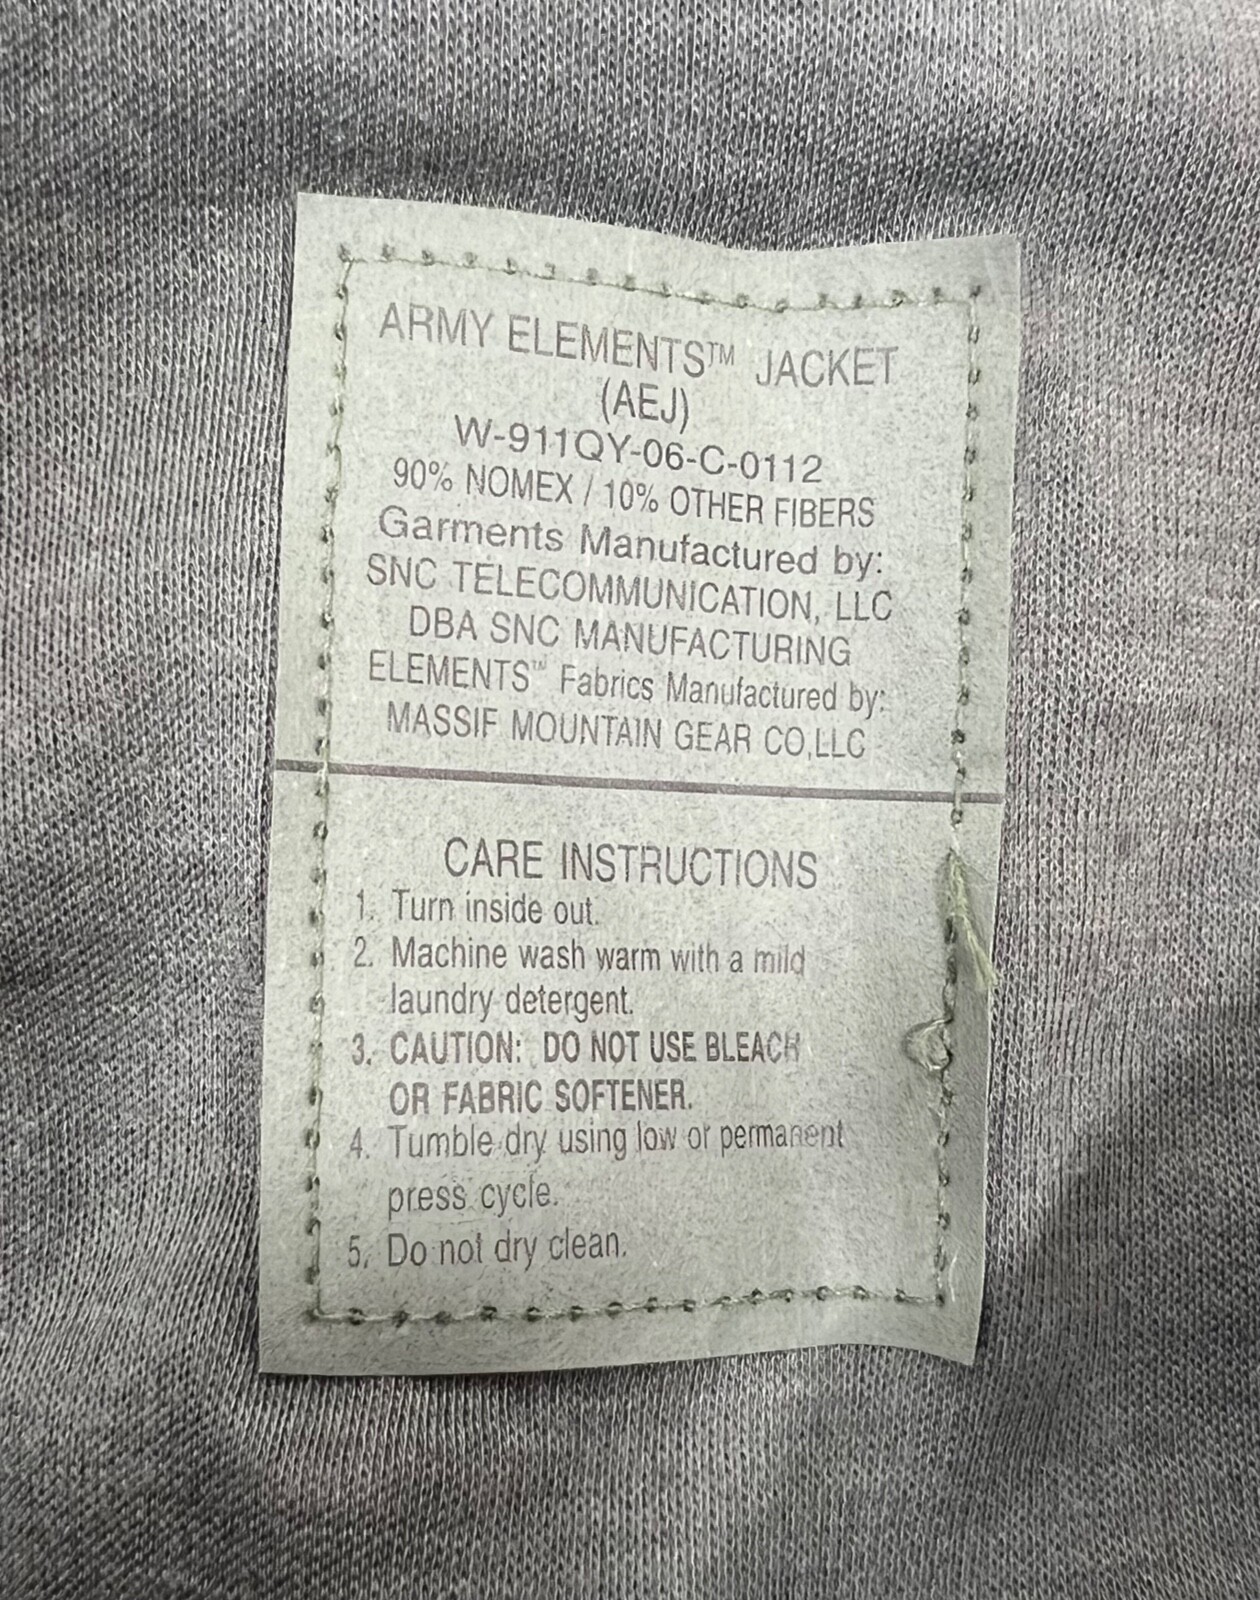 ARMY ELEMENTS™ JACKET
(AEJ)
W-911QY-06-C-0112
90% NOMEX / 10% OTHER FIBERS
Garments Manufactured by:
SNC TELECOMMUNICATION, LLC
DBA SNC MANUFACTURING
ELEMENTS™ Fabrics Manufactured by:
MASSIF MOUNTAIN GEAR CO,LLC
CARE INSTRUCTIONS
1. Turn inside out.
2. Machine wash warm with a mild
laundry detergent.
3. CAUTION: DO NOT USE BLEACH
OR FABRIC SOFTENER.
4. Tumble dry using low or permanent
press cycle.
5. Do not dry clean.